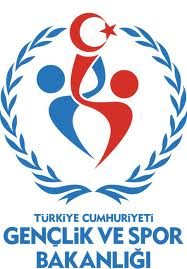 TÜRKİYE CUMHURİYETİ
GENÇLİK VE SPOR
BAKANLIĞI